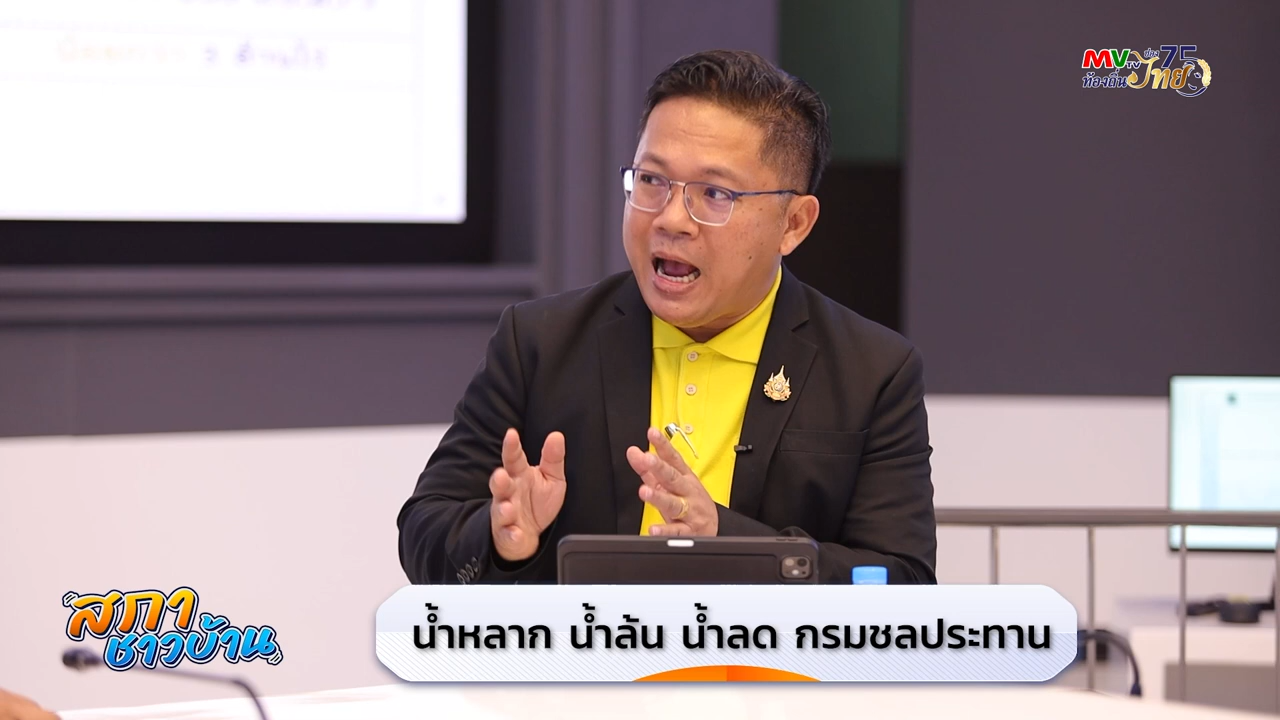 MVTV ช่อง 75
ท้องถิ่นไทย
สภา
ชาวบ้าน
น้ำหลาก น้ำล้น น้ำลด กรมชลประทาน